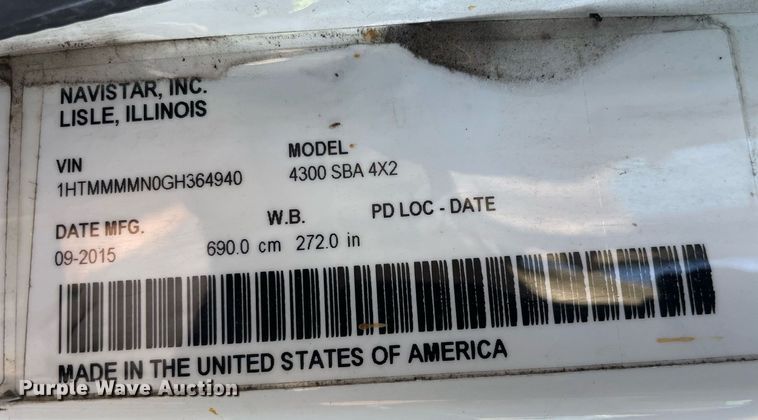 NAVISTAR, INC.
LISLE, ILLINOIS
VIN
1HTMMMMN0GH364940
MODEL
4300 SBA 4X2
DATE MFG.
09-2015
W.B.
690.0 cm 272.0 in
PD LOC - DATE
MADE IN THE UNITED STATES OF AMERICA
Purple Wave Auction